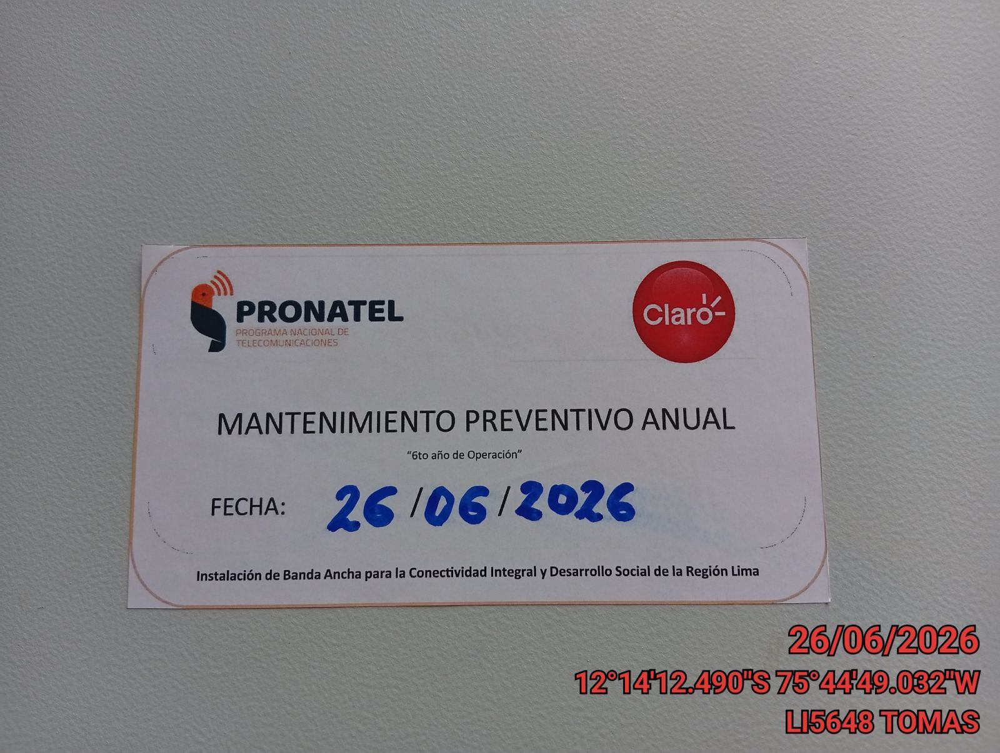 PRONATEL
PROGRAMA NACIONAL DE
TELECOMUNICACIONES
Claro
MANTENIMIENTO PREVENTIVO ANUAL
“6to año de Operación”
FECHA: 26/06/2026
Instalación de Banda Ancha para la Conectividad Integral y Desarrollo Social de la Región Lima
26/06/2026
12°14'12.490"S 75°44'49.032"W
LI5648 TOMAS